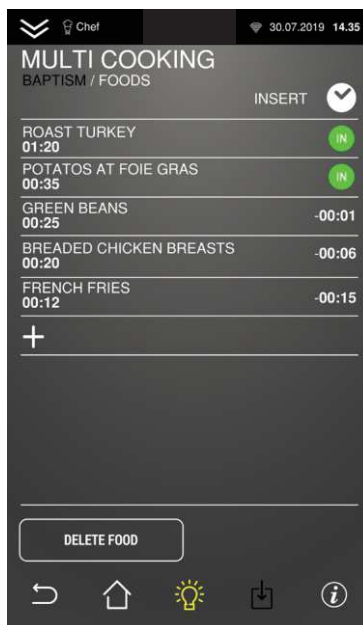 Chef 30.07.2019 14.35
MULTI COOKING
BAPTISM / FOODS
INSERT
ROAST TURKEY
01:20 IN
POTATOS AT FOIE GRAS
00:35 IN
GREEN BEANS
00:25 -00:01
BREADED CHICKEN BREASTS
00:20 -00:06
FRENCH FRIES
00:12 -00:15
+
DELETE FOOD
i